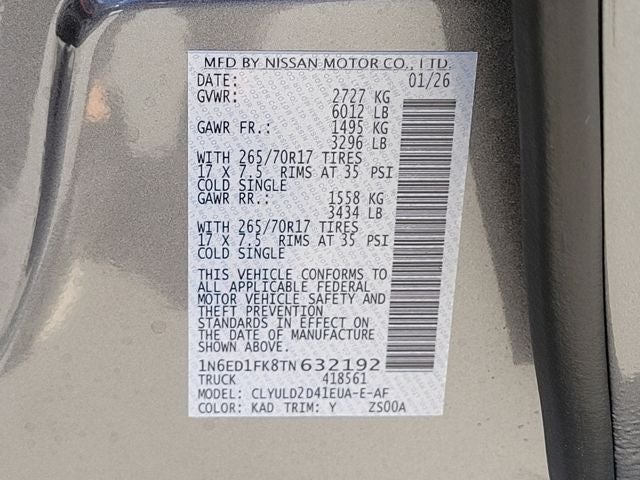 MFD BY NISSAN MOTOR CO., LTD.
DATE: 01/26
GVWR: 2727 KG
6012 LB
GAWR FR.: 1495 KG
3296 LB
WITH 265/70R17 TIRES
17 X 7.5 RIMS AT 35 PSI
COLD SINGLE
GAWR RR.: 1558 KG
3434 LB
WITH 265/70R17 TIRES
17 X 7.5 RIMS AT 35 PSI
COLD SINGLE
THIS VEHICLE CONFORMS TO
ALL APPLICABLE FEDERAL
MOTOR VEHICLE SAFETY AND
THEFT PREVENTION
STANDARDS IN EFFECT ON
THE DATE OF MANUFACTURE
SHOWN ABOVE.
1N6ED1FK8TN632192
TRUCK 418561
MODEL: CLYULD2D41EUA-E-AF
COLOR: KAD TRIM: Y ZS00A